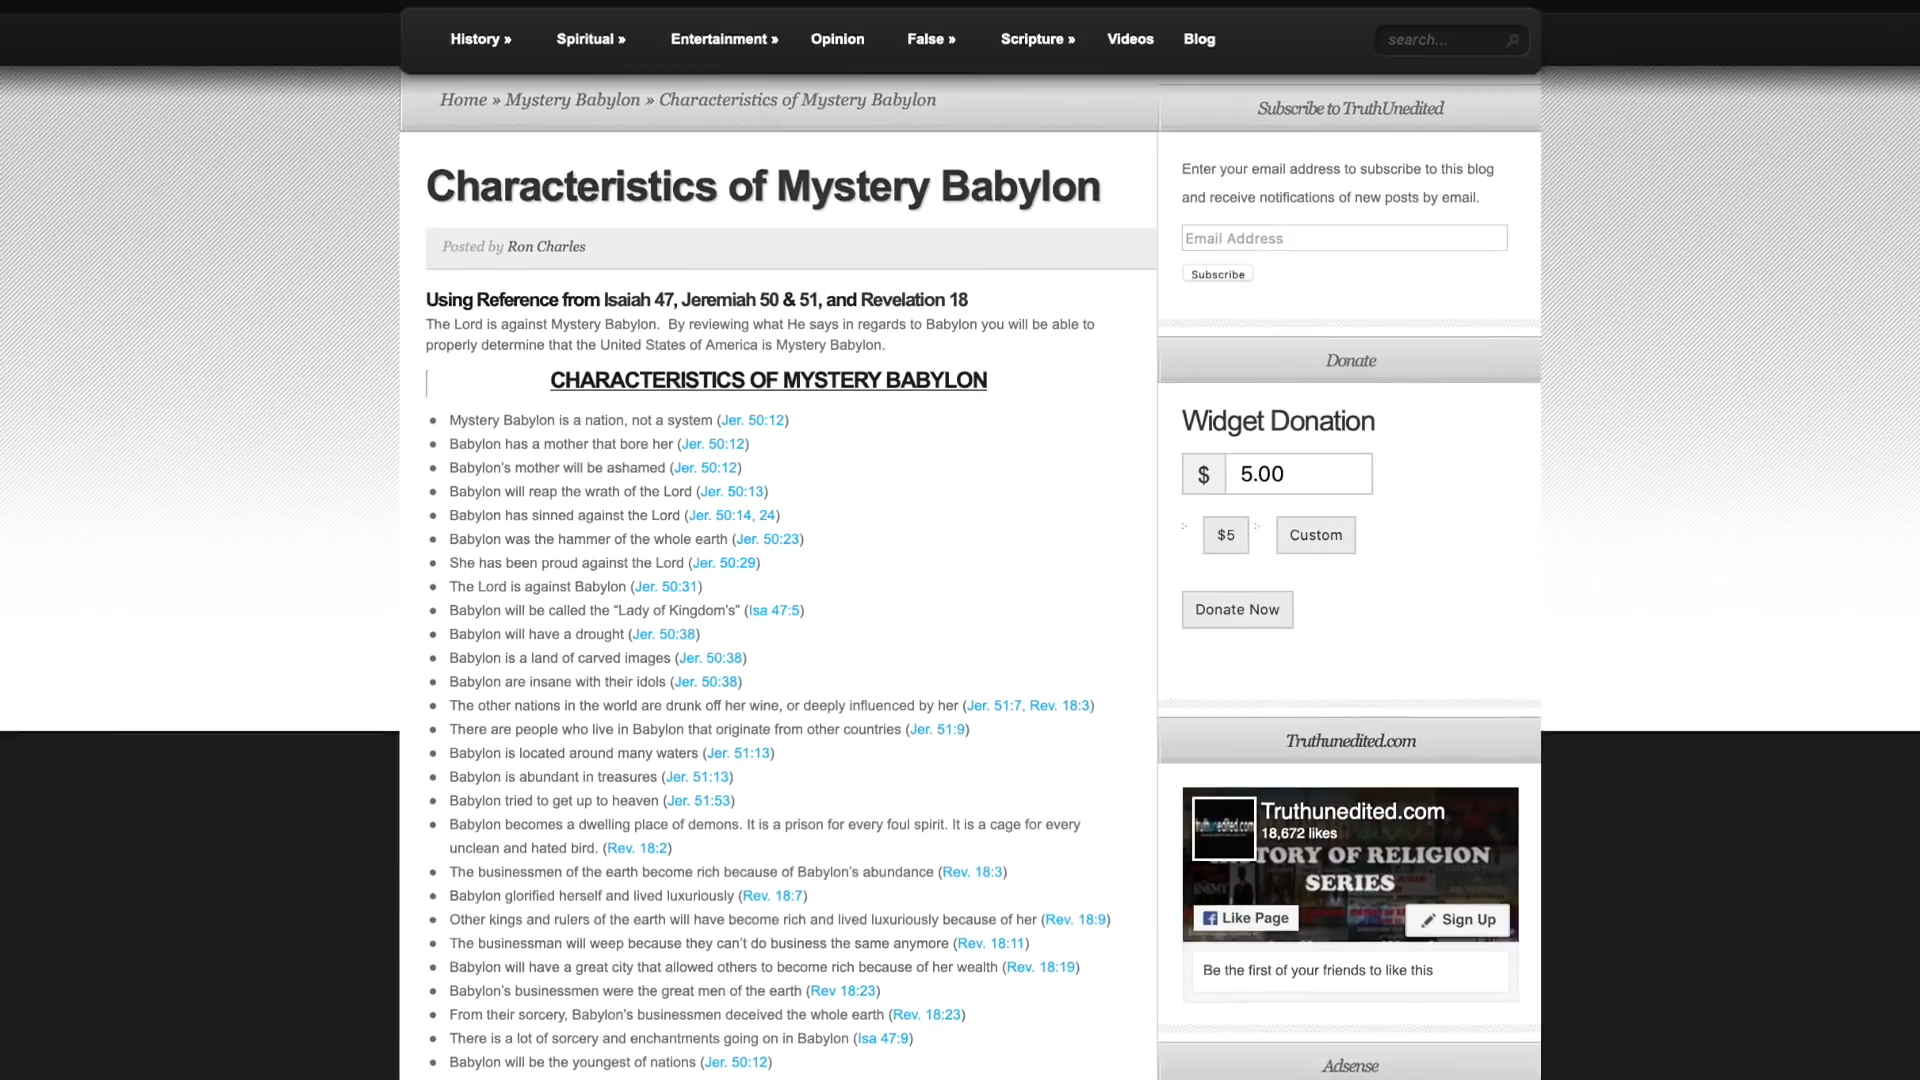 History » Spiritual » Entertainment » Opinion False » Scripture » Videos Blog search...
Home » Mystery Babylon » Characteristics of Mystery Babylon
Characteristics of Mystery Babylon
Posted by Ron Charles
Using Reference from Isaiah 47, Jeremiah 50 & 51, and Revelation 18
The Lord is against Mystery Babylon. By reviewing what He says in regards to Babylon you will be able to
properly determine that the United States of America is Mystery Babylon.
CHARACTERISTICS OF MYSTERY BABYLON
Mystery Babylon is a nation, not a system (Jer. 50:12)
Babylon has a mother that bore her (Jer. 50:12)
Babylon's mother will be ashamed (Jer. 50:12)
Babylon will reap the wrath of the Lord (Jer. 50:13)
Babylon has sinned against the Lord (Jer. 50:14, 24)
Babylon was the hammer of the whole earth (Jer. 50:23)
She has been proud against the Lord (Jer. 50:29)
The Lord is against Babylon (Jer. 50:31)
Babylon will be called the “Lady of Kingdom's” (Isa 47:5)
Babylon will have a drought (Jer. 50:38)
Babylon is a land of carved images (Jer. 50:38)
Babylon are insane with their idols (Jer. 50:38)
The other nations in the world are drunk off her wine, or deeply influenced by her (Jer. 51:7, Rev. 18:3)
There are people who live in Babylon that originate from other countries (Jer. 51:9)
Babylon is located around many waters (Jer. 51:13)
Babylon is abundant in treasures (Jer. 51:13)
Babylon tried to get up to heaven (Jer. 51:53)
Babylon becomes a dwelling place of demons. It is a prison for every foul spirit. It is a cage for every
unclean and hated bird. (Rev. 18:2)
The businessmen of the earth become rich because of Babylon's abundance (Rev. 18:3)
Babylon glorified herself and lived luxuriously (Rev. 18:7)
Other kings and rulers of the earth will have become rich and lived luxuriously because of her (Rev. 18:9)
The businessman will weep because they can't do business the same anymore (Rev. 18:11)
Babylon will have a great city that allowed others to become rich because of her wealth (Rev. 18:19)
Babylon's businessmen were the great men of the earth (Rev 18:23)
From their sorcery, Babylon's businessmen deceived the whole earth (Rev. 18:23)
There is a lot of sorcery and enchantments going on in Babylon (Isa 47:9)
Babylon will be the youngest of nations (Jer. 50:12)
Subscribe to TruthUnedited
Enter your email address to subscribe to this blog
and receive notifications of new posts by email.
Email Address
Subscribe
Donate
Widget Donation
$ 5.00
$5 Custom
Donate Now
Truthunedited.com
Truthunedited.com
18,672 likes
TORY OF RELIGION
SERIES
Like Page Sign Up
Be the first of your friends to like this
Adsense